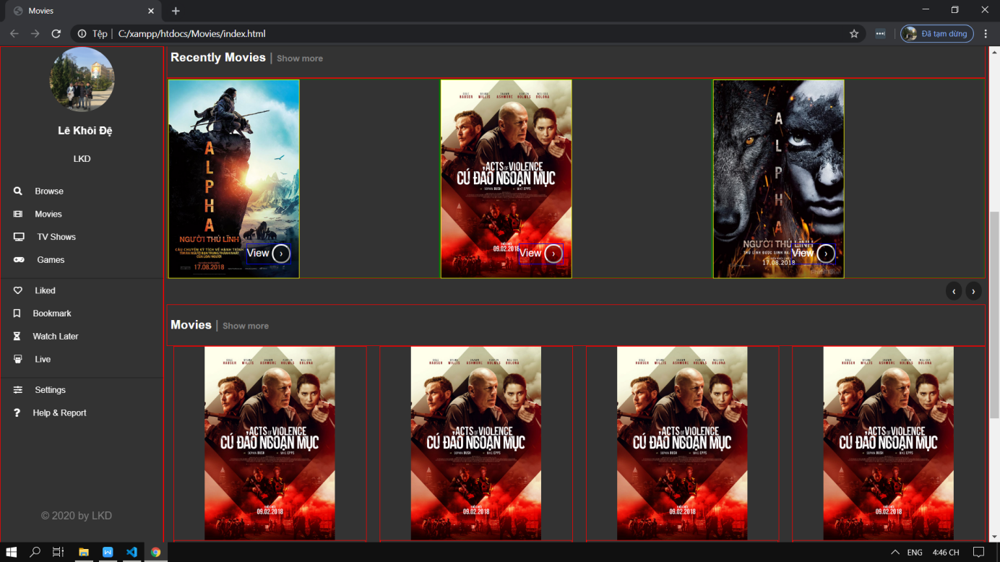 Movies
Tệp
C:/xampp/htdocs/Movies/index.html
Đã tạm dừng
Lê Khôi Đệ
LKD
Browse
Movies
TV Shows
Games
Liked
Bookmark
Watch Later
Live
Settings
Help & Report
© 2020 by LKD
Recently Movies | Show more
ALPHA
NGƯỜI THỦ LĨNH
17.08.2018
View
ACTS OF VIOLENCE
CÚ ĐÀO NGOẠN MỤC
09.02.2018
View
ALPHA
NGƯỜI THỦ LĨNH
17.08.2018
View
Movies | Show more
ACTS OF VIOLENCE
CÚ ĐÀO NGOẠN MỤC
09.02.2018
ACTS OF VIOLENCE
CÚ ĐÀO NGOẠN MỤC
09.02.2018
ACTS OF VIOLENCE
CÚ ĐÀO NGOẠN MỤC
09.02.2018
ACTS OF VIOLENCE
CÚ ĐÀO NGOẠN MỤC
09.02.2018
ENG
4:46 CH